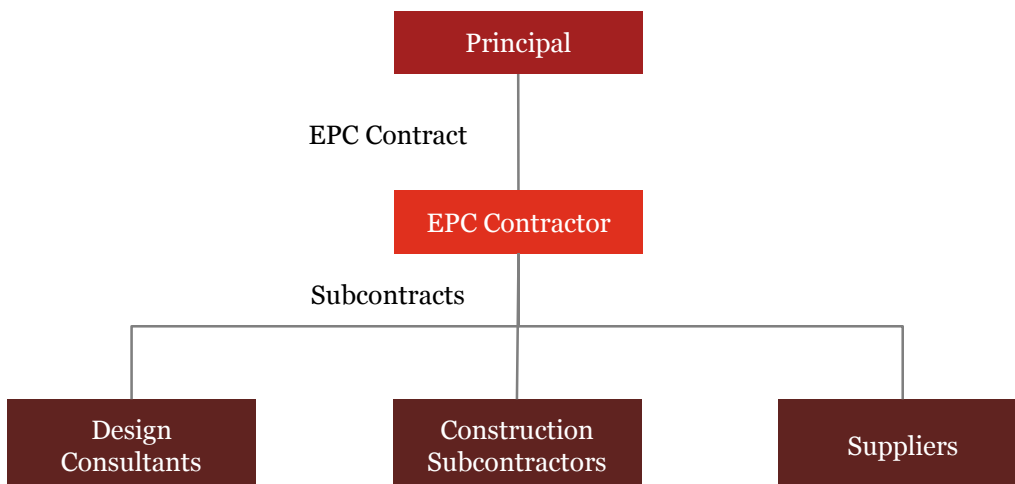 Principal
EPC Contract
EPC Contractor
Subcontracts
Design
Consultants
Construction
Subcontractors
Suppliers